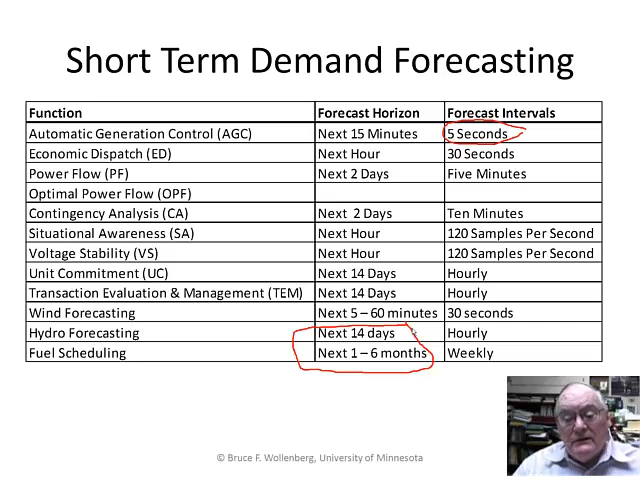 Short Term Demand Forecasting
Function Forecast Horizon Forecast Intervals
Automatic Generation Control (AGC) Next 15 Minutes 5 Seconds
Economic Dispatch (ED) Next Hour 30 Seconds
Power Flow (PF) Next 2 Days Five Minutes
Optimal Power Flow (OPF)
Contingency Analysis (CA) Next 2 Days Ten Minutes
Situational Awareness (SA) Next Hour 120 Samples Per Second
Voltage Stability (VS) Next Hour 120 Samples Per Second
Unit Commitment (UC) Next 14 Days Hourly
Transaction Evaluation & Management (TEM) Next 14 Days Hourly
Wind Forecasting Next 5 – 60 minutes 30 seconds
Hydro Forecasting Next 14 days Hourly
Fuel Scheduling Next 1 – 6 months Weekly
© Bruce F. Wollenberg, University of Minnesota